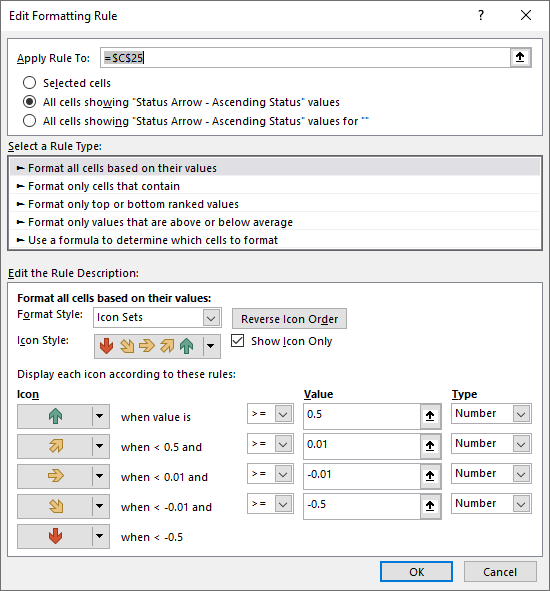 Edit Formatting Rule ? ×
Apply Rule To: =$C$25
Selected cells
All cells showing "Status Arrow - Ascending Status" values
All cells showing "Status Arrow - Ascending Status" values for ""
Select a Rule Type:
► Format all cells based on their values
► Format only cells that contain
► Format only top or bottom ranked values
► Format only values that are above or below average
► Use a formula to determine which cells to format
Edit the Rule Description:
Format all cells based on their values:
Format Style: Icon Sets Reverse Icon Order
Icon Style: Show Icon Only
Display each icon according to these rules:
Icon Value Type
when value is >= 0.5 Number
when < 0.5 and >= 0.01 Number
when < 0.01 and >= -0.01 Number
when < -0.01 and >= -0.5 Number
when < -0.5
OK Cancel